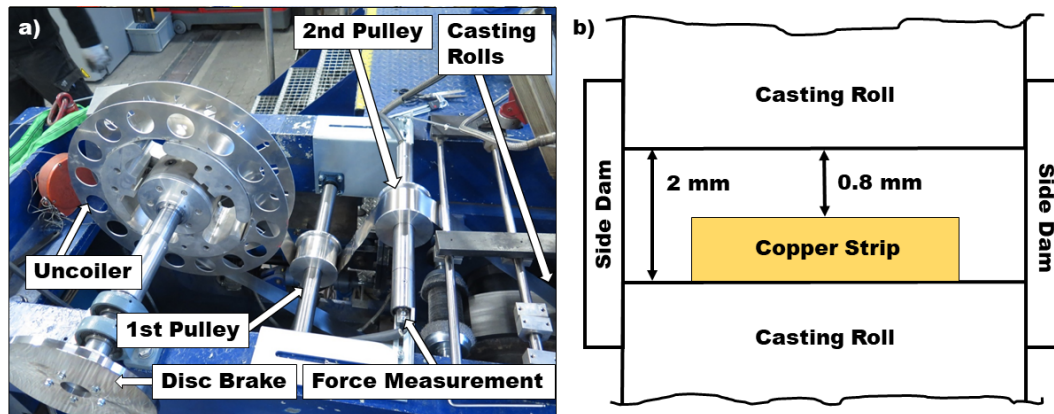 a)
2nd Pulley
Casting
Rolls
Uncoiler
1st Pulley
Disc Brake
Force Measurement
b)
Casting Roll
2 mm
0.8 mm
Side Dam
Side Dam
Copper Strip
Casting Roll